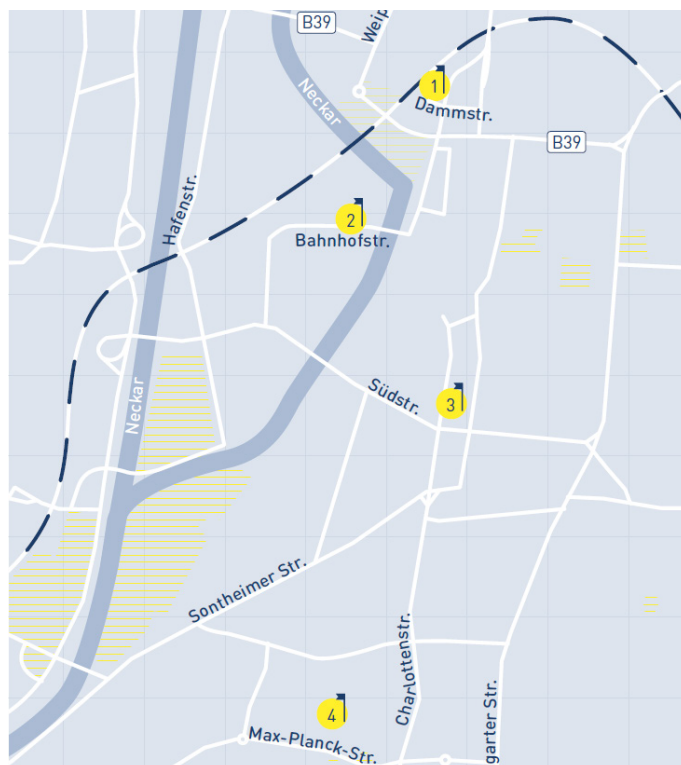 B39
Weip
1
Neckar
Dammstr.
B39
Hafenstr.
2
Bahnhofstr.
Neckar
Südstr.
3
Sontheimer Str.
Charlottenstr.
4
garter Str.
Max-Planck-Str.